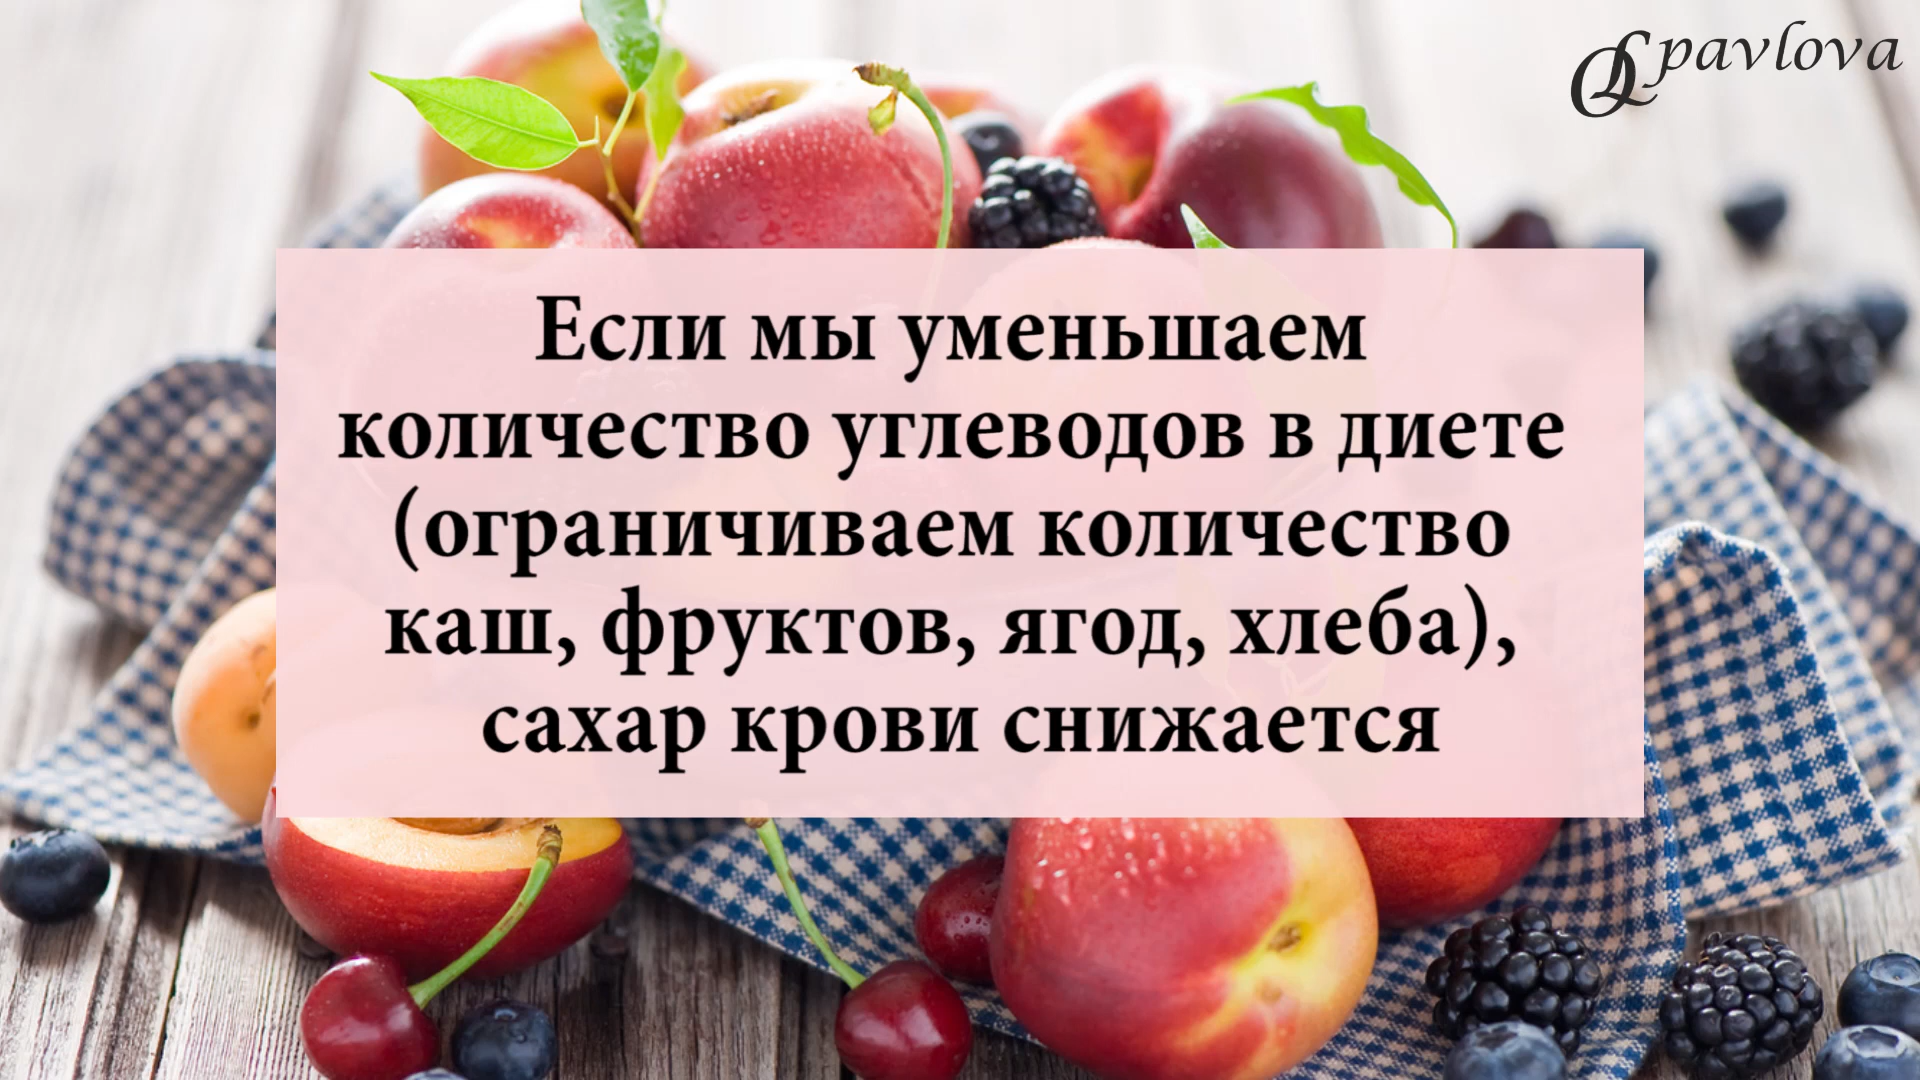 pavlova
Если мы уменьшаем
количество углеводов в диете
(ограничиваем количество
каш, фруктов, ягод, хлеба),
сахар крови снижается